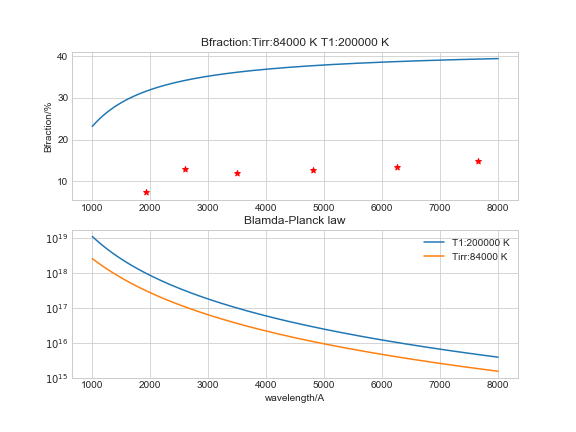 Bfraction:Tirr:84000 K T1:200000 K
40
30
20
10
Bfraction/%
1000 2000 3000 4000 5000 6000 7000 8000
Blamda-Planck law
10^19
10^18
10^17
10^16
10^15
T1:200000 K
Tirr:84000 K
1000 2000 3000 4000 5000 6000 7000 8000
wavelength/A